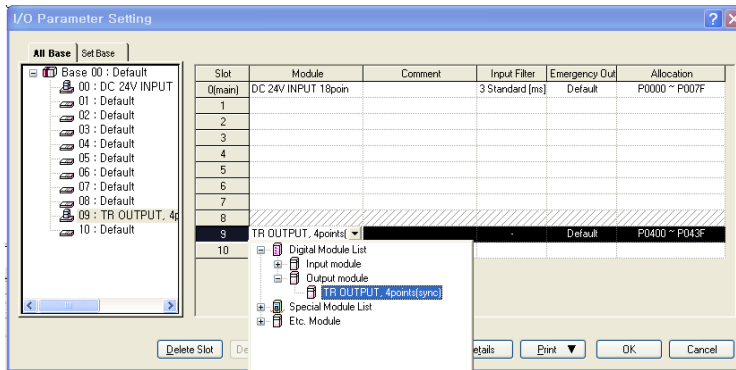 I/O Parameter Setting
All Base Set Base
Base 00 : Default
00 : DC 24V INPUT
01 : Default
02 : Default
03 : Default
04 : Default
05 : Default
06 : Default
07 : Default
08 : Default
09 : TR OUTPUT, 4p
10 : Default
Slot Module Comment Input Filter Emergency Out Allocation
0(main) DC 24V INPUT 18poin 3 Standard [ms] Default P0000 ~ P007F
1
2
3
4
5
6
7
8
9 TR OUTPUT, 4points( - Default P0400 ~ P043F
10
Digital Module List
Input module
Output module
TR OUTPUT, 4points(sync)
Special Module List
Etc. Module
Delete Slot De etails Print ▼ OK Cancel